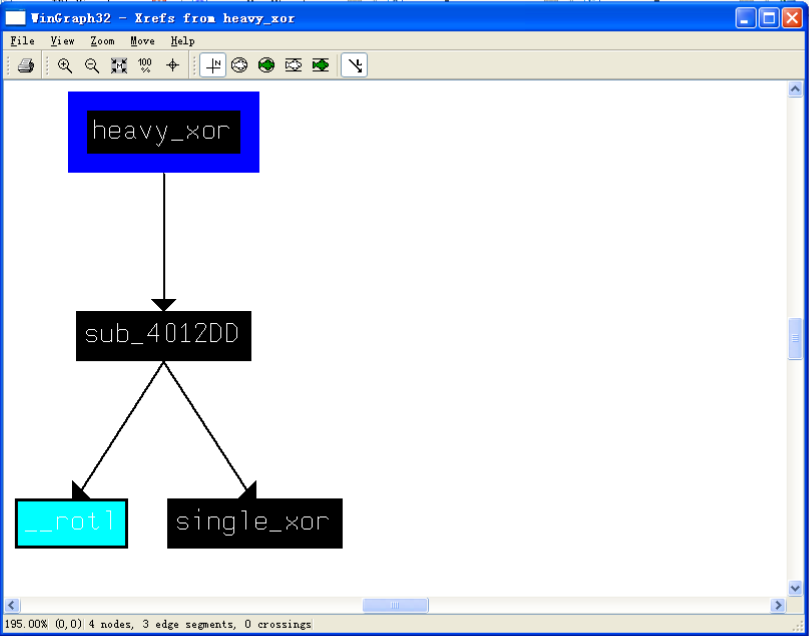 WinGraph32 - Xrefs from heavy_xor
File View Zoom Move Help
100 %
N
heavy_xor
sub_4012DD
__rotl single_xor
195.00% (0,0) 4 nodes, 3 edge segments, 0 crossings